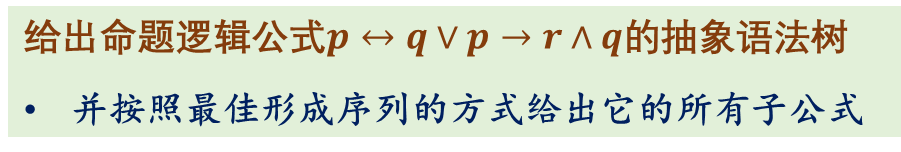 给出命题逻辑公式p ↔ q ∨ p → r ∧ q的抽象语法树
• 并按照最佳形成序列的方式给出它的所有子公式